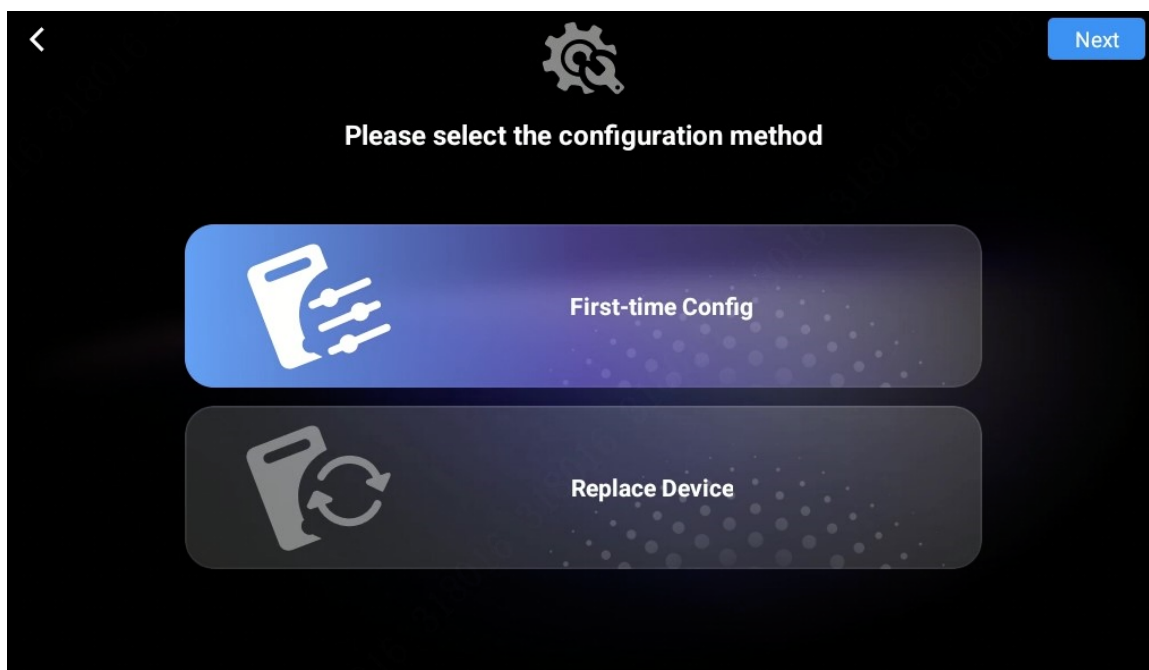 Next
Please select the configuration method
First-time Config
Replace Device